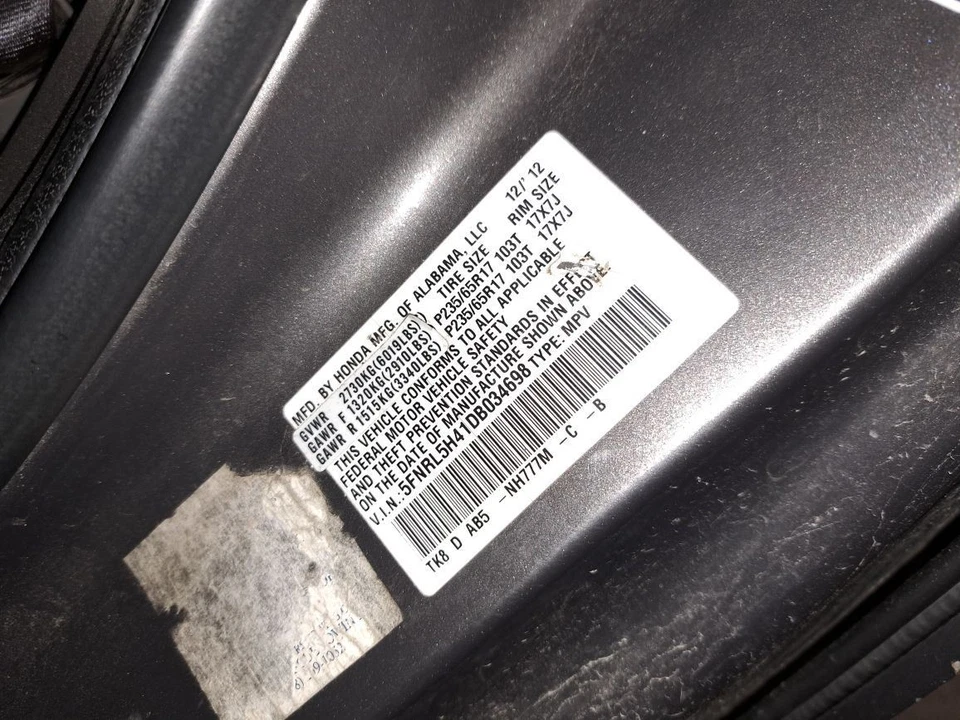 MFD. BY HONDA MFG. OF ALABAMA, LLC 12/'12
GVWR 2730KG(6019LBS) TIRE SIZE RIM SIZE
GAWR F 1320KG(2910LBS) P235/65R17 103T 17X7J
GAWR R 1515KG(3340LBS) P235/65R17 103T 17X7J
THIS VEHICLE CONFORMS TO ALL APPLICABLE
FEDERAL MOTOR VEHICLE SAFETY
AND THEFT PREVENTION STANDARDS IN EFFECT
ON THE DATE OF MANUFACTURE SHOWN ABOVE
V.I.N.:5FNRL5H41DB034698 TYPE: MPV
TK8 D AB5 -NH777M -C -B